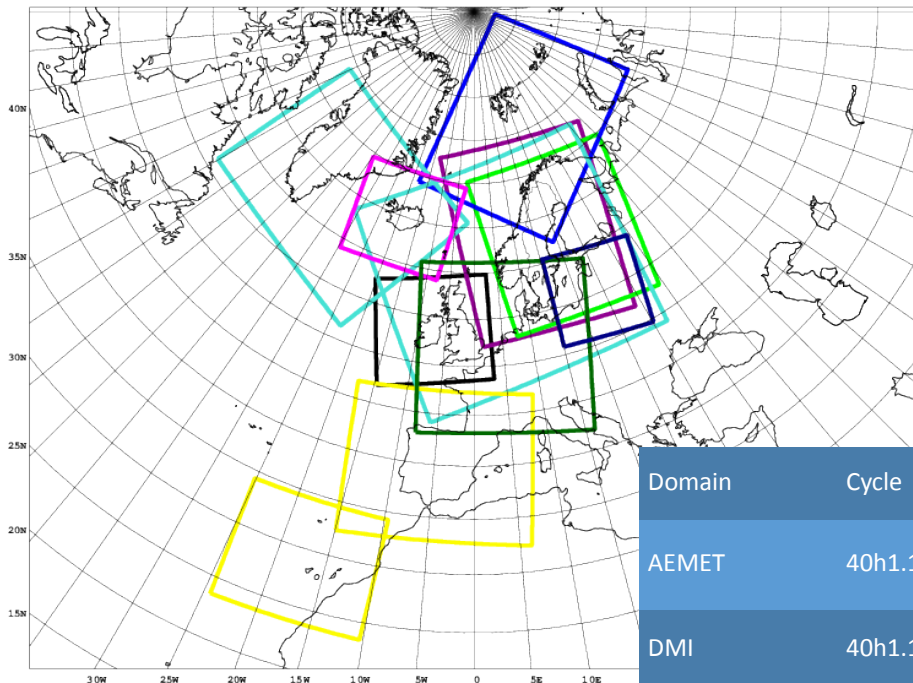 40N
35N
30N
25N
20N
15N
30W 25W 20W 15W 10W 5W 0 5E 10E
Domain Cycle
AEMET 40h1.1
DMI 40h1.1